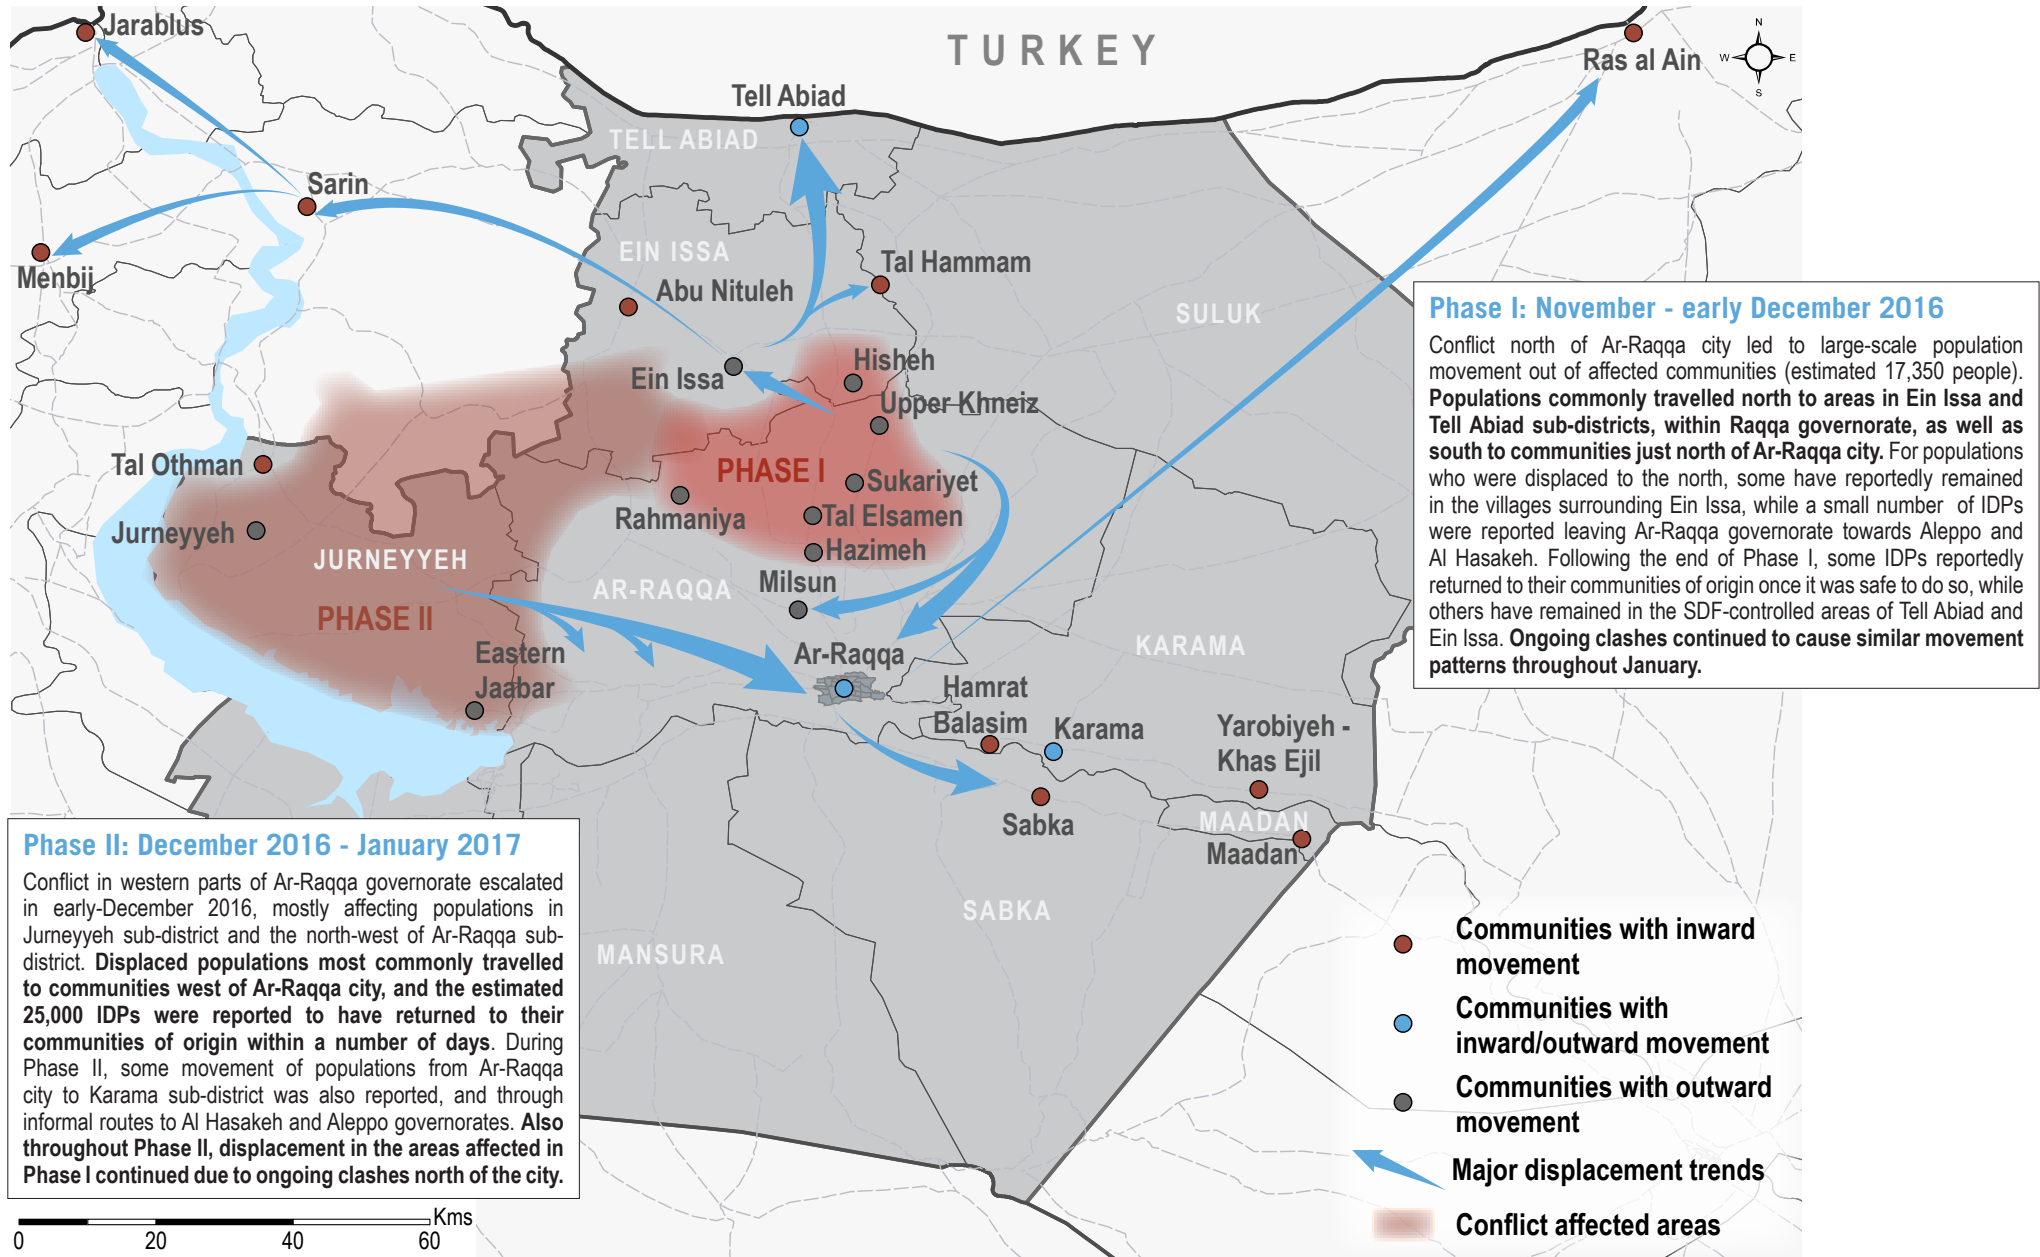 TURKEY
Jarablus
Ras al Ain
N
W
E
S
Tell Abiad
TELL ABIAD
Sarin
EIN ISSA
Menbij
Abu Nituleh
Tal Hammam
SULUK
Ein Issa
Hisheh
Upper Khneiz
PHASE I
Tal Othman
Sukariyet
Rahmaniya
Tal Elsamen
Jurneyyeh
Hazimeh
JURNEYYEH
Milsun
AR-RAQQA
PHASE II
KARAMA
Eastern
Jaabar
Ar-Raqqa
Hamrat
Balasim
Karama
Yarobiyeh -
Khas Ejil
Sabka
MAADAN
Maadan
SABKA
MANSURA
Phase I: November - early December 2016
Conflict north of Ar-Raqqa city led to large-scale population
movement out of affected communities (estimated 17,350 people).
Populations commonly travelled north to areas in Ein Issa and
Tell Abiad sub-districts, within Raqqa governorate, as well as
south to communities just north of Ar-Raqqa city. For populations
who were displaced to the north, some have reportedly remained
in the villages surrounding Ein Issa, while a small number of IDPs
were reported leaving Ar-Raqqa governorate towards Aleppo and
Al Hasakeh. Following the end of Phase I, some IDPs reportedly
returned to their communities of origin once it was safe to do so, while
others have remained in the SDF-controlled areas of Tell Abiad and
Ein Issa. Ongoing clashes continued to cause similar movement
patterns throughout January.
Phase II: December 2016 - January 2017
Conflict in western parts of Ar-Raqqa governorate escalated
in early-December 2016, mostly affecting populations in
Jurneyyeh sub-district and the north-west of Ar-Raqqa sub-
district. Displaced populations most commonly travelled
to communities west of Ar-Raqqa city, and the estimated
25,000 IDPs were reported to have returned to their
communities of origin within a number of days. During
Phase II, some movement of populations from Ar-Raqqa
city to Karama sub-district was also reported, and through
informal routes to Al Hasakeh and Aleppo governorates. Also
throughout Phase II, displacement in the areas affected in
Phase I continued due to ongoing clashes north of the city.
Communities with inward
movement
Communities with
inward/outward movement
Communities with outward
movement
Major displacement trends
Conflict affected areas
Kms
0 20 40 60